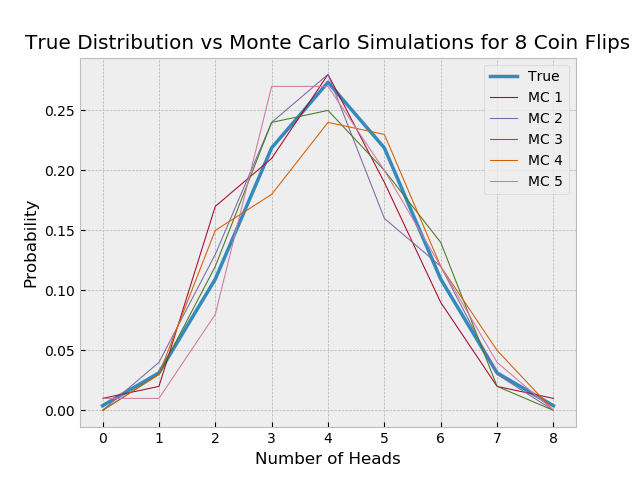 True Distribution vs Monte Carlo Simulations for 8 Coin Flips
True
MC 1
MC 2
MC 3
MC 4
MC 5
0.25
0.20
0.15
0.10
0.05
0.00
Probability
0 1 2 3 4 5 6 7 8
Number of Heads